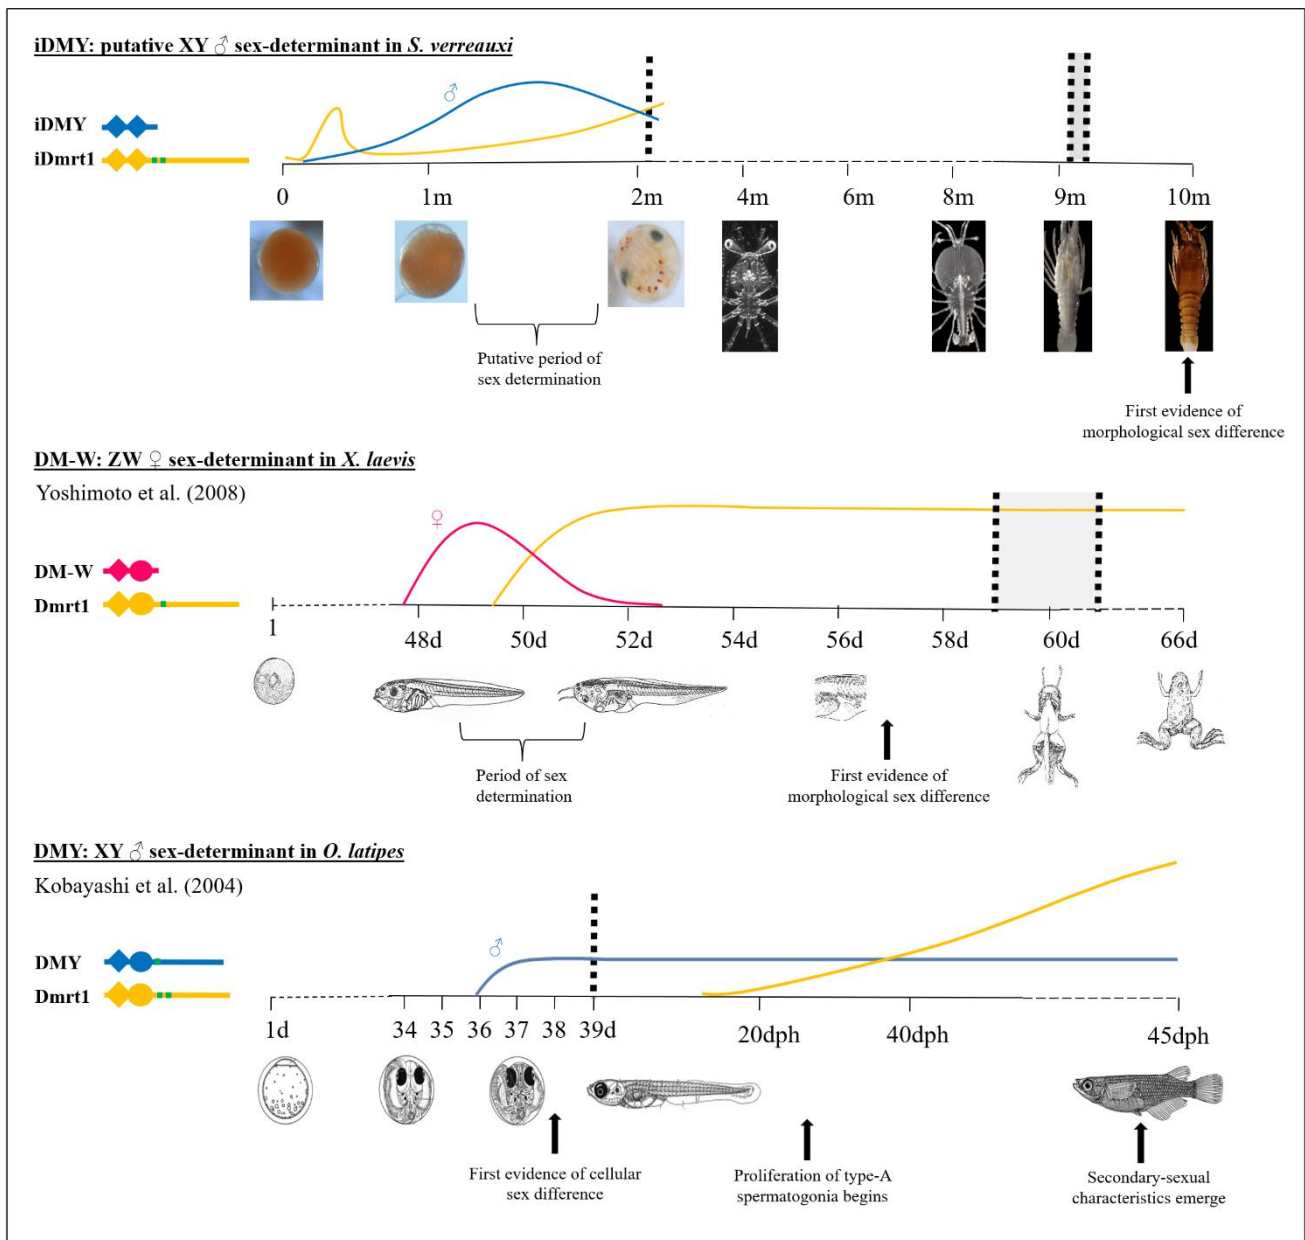 iDMY: putative XY ♂ sex-determinant in S. verreauxi
♂
iDMY
iDmrt1
0 1m 2m 4m 6m 8m 9m 10m
Putative period of
sex determination
First evidence of
morphological sex difference
DM-W: ZW ♀ sex-determinant in X. laevis
Yoshimoto et al. (2008)
♀
DM-W
Dmrt1
1 48d 50d 52d 54d 56d 58d 60d 66d
Period of sex
determination
First evidence of
morphological sex difference
DMY: XY ♂ sex-determinant in O. latipes
Kobayashi et al. (2004)
♂
DMY
Dmrt1
1d 34 35 36 37 38 39d 20dph 40dph 45dph
First evidence of cellular
sex difference
Proliferation of type-A
spermatogonia begins
Secondary-sexual
characteristics emerge